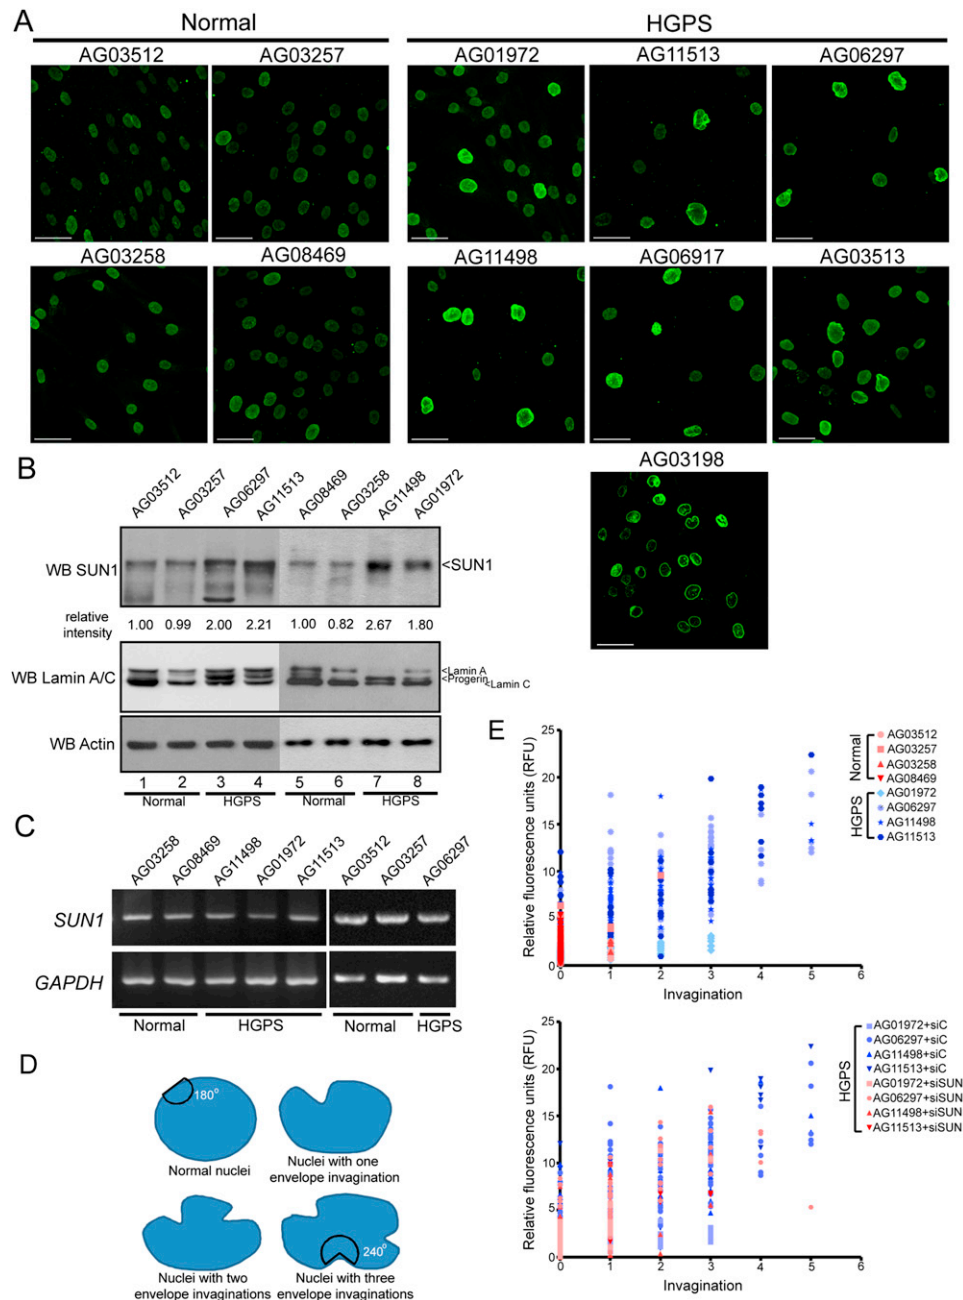 A
Normal
HGPS
AG03512
AG03257
AG01972
AG11513
AG06297
AG03258
AG08469
AG11498
AG06917
AG03513
AG03198
B
AG03512
AG03257
AG06297
AG11513
AG08469
AG03258
AG11498
AG01972
WB SUN1
<SUN1
relative intensity
1.00 0.99 2.00 2.21 1.00 0.82 2.67 1.80
WB Lamin A/C
<Lamin A
<Progerin
<Lamin C
WB Actin
1 2 3 4 5 6 7 8
Normal HGPS Normal HGPS
C
AG03258
AG08469
AG11498
AG01972
AG11513
AG03512
AG03257
AG06297
SUN1
GAPDH
Normal HGPS Normal HGPS
D
180°
Normal nuclei
Nuclei with one
envelope invagination
Nuclei with two
envelope invaginations
240°
Nuclei with three
envelope invaginations
E
Relative fluorescence units (RFU)
25
20
15
10
5
0
0 1 2 3 4 5 6
Invagination
Normal
AG03512
AG03257
AG03258
AG08469
HGPS
AG01972
AG06297
AG11498
AG11513
Relative fluorescence units (RFU)
25
20
15
10
5
0
0 1 2 3 4 5 6
Invagination
HGPS
AG01972+siC
AG06297+siC
AG11498+siC
AG11513+siC
AG01972+siSUN
AG06297+siSUN
AG11498+siSUN
AG11513+siSUN